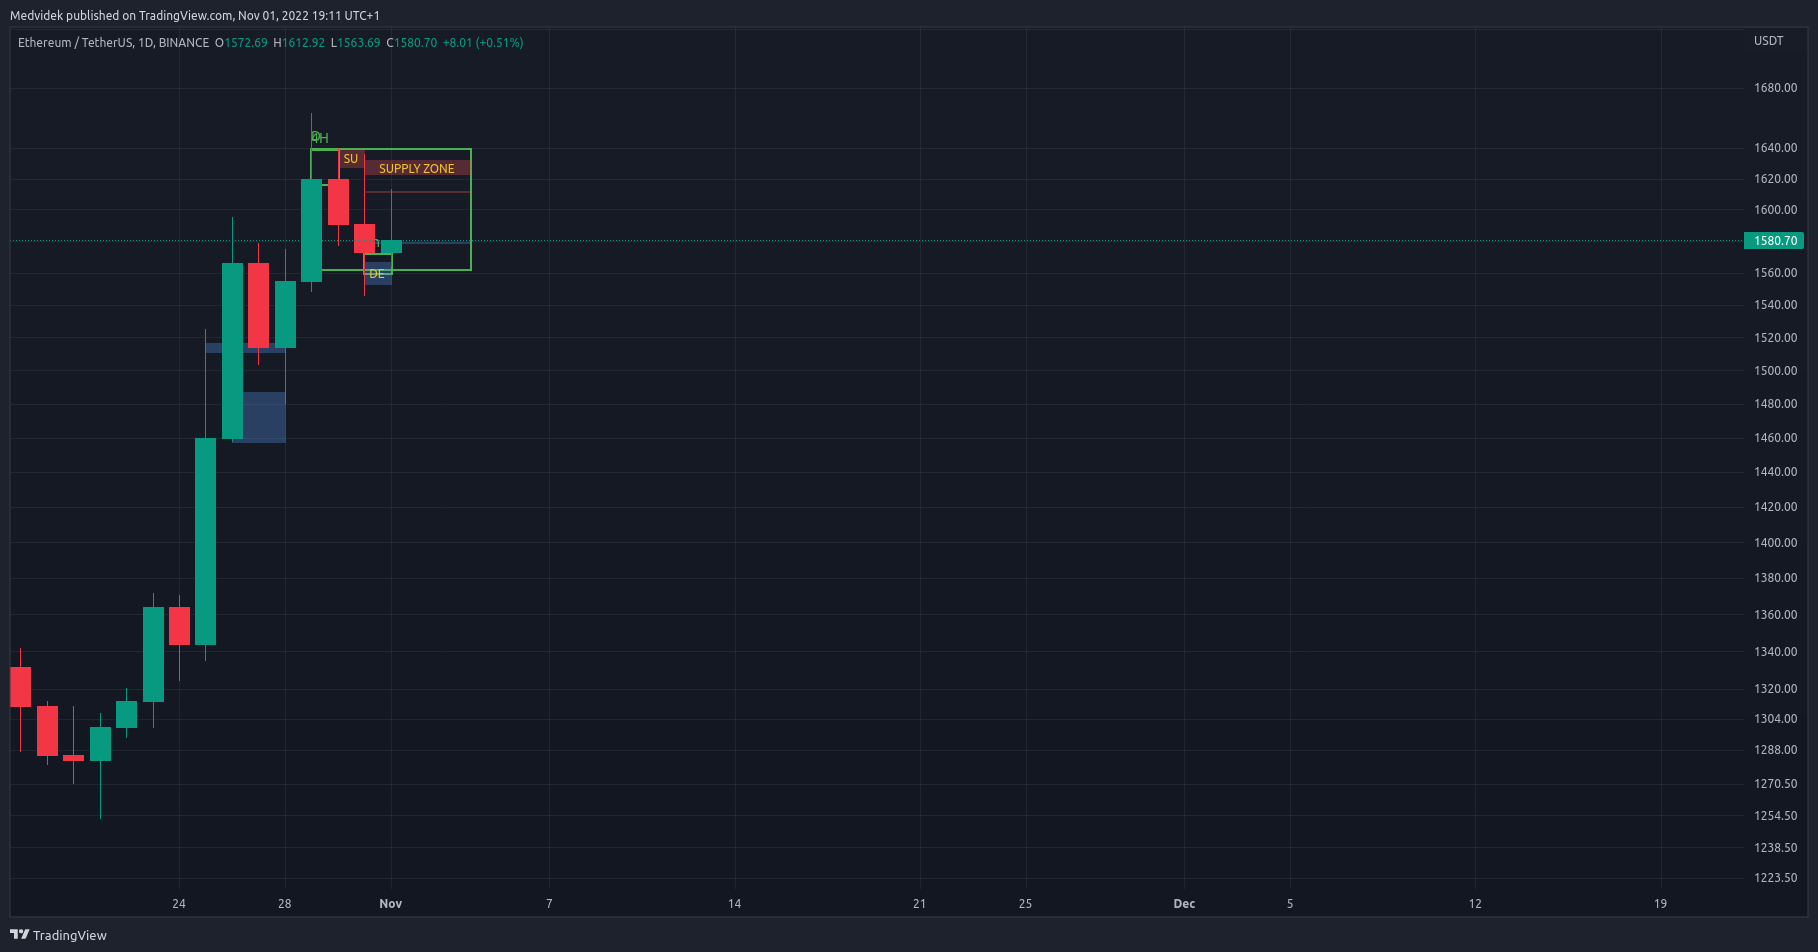 Medvidek published on TradingView.com, Nov 01, 2022 19:11 UTC+1
Ethereum / TetherUS, 1D, BINANCE O1572.69 H1612.92 L1563.69 C1580.70 +8.01 (+0.51%)
USDT
1680.00
4H
1640.00
SU
SUPPLY ZONE
1620.00
1600.00
1580.70
DE
1560.00
1540.00
1520.00
1500.00
1480.00
1460.00
1440.00
1420.00
1400.00
1380.00
1360.00
1340.00
1320.00
1304.00
1288.00
1270.50
1254.50
1238.50
1223.50
24 28 Nov 7 14 21 25 Dec 5 12 19
TradingView